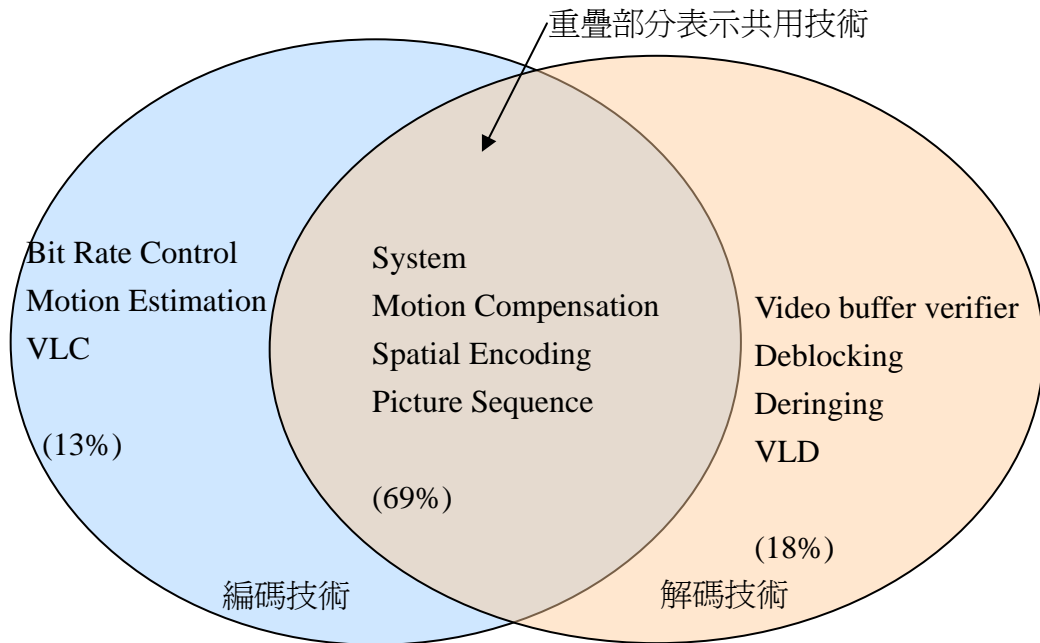 重疊部分表示共用技術
Bit Rate Control
Motion Estimation
VLC
(13%)
System
Motion Compensation
Spatial Encoding
Picture Sequence
(69%)
Video buffer verifier
Deblocking
Deringing
VLD
(18%)
編碼技術
解碼技術